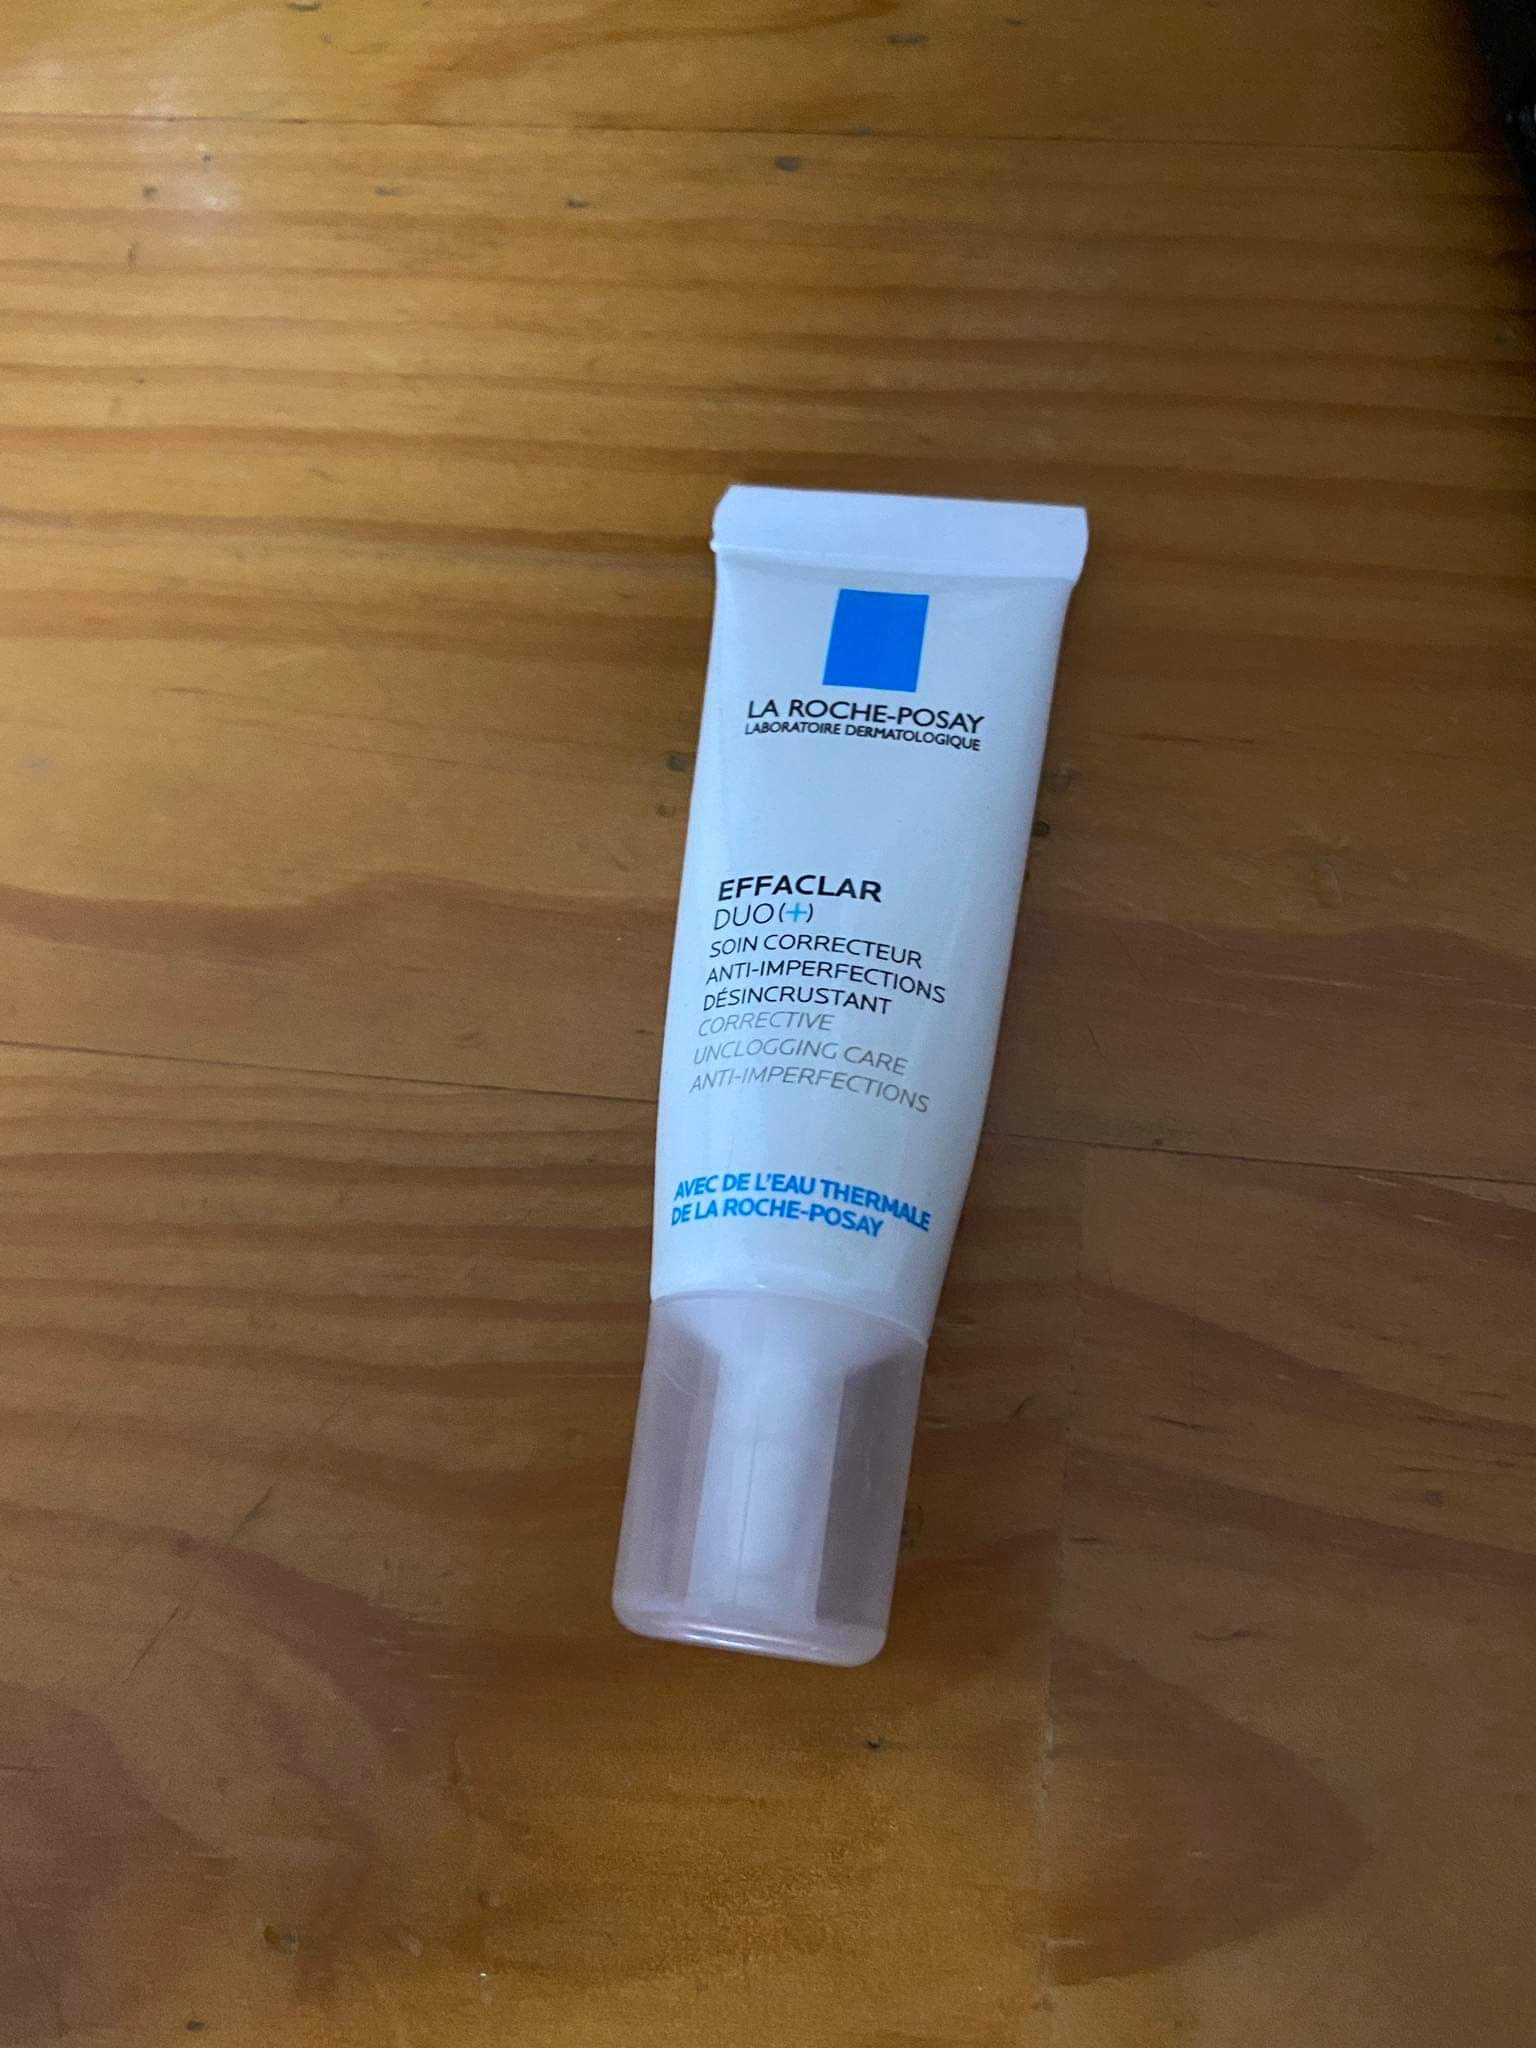 LA ROCHE-POSAY
LABORATOIRE DERMATOLOGIQUE
EFFACLAR
DUO(+)
SOIN CORRECTEUR
ANTI-IMPERFECTIONS
DÉSINCRUSTANT
CORRECTIVE
UNCLOGGING CARE
ANTI-IMPERFECTIONS
AVEC DE L'EAU THERMALE
DE LA ROCHE-POSAY